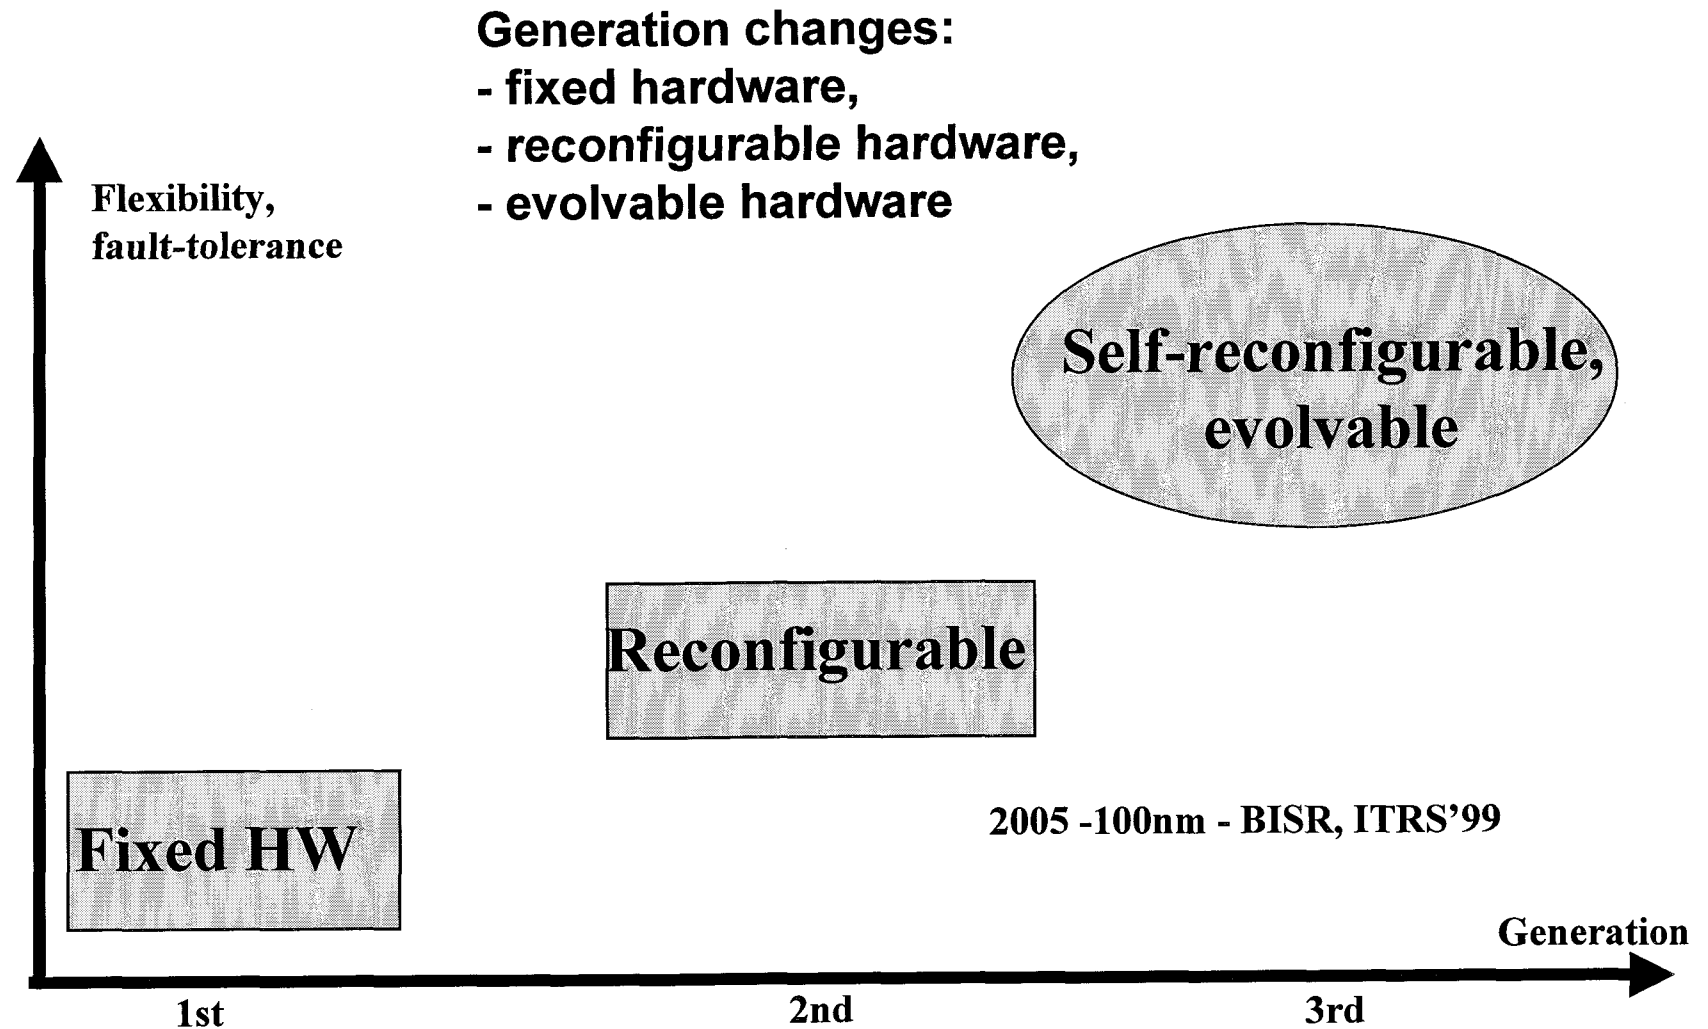 Generation changes:
- fixed hardware,
- reconfigurable hardware,
- evolvable hardware
Flexibility,
fault-tolerance
Self-reconfigurable,
evolvable
Reconfigurable
Fixed HW
2005 -100nm - BISR, ITRS’99
Generation
1st
2nd
3rd